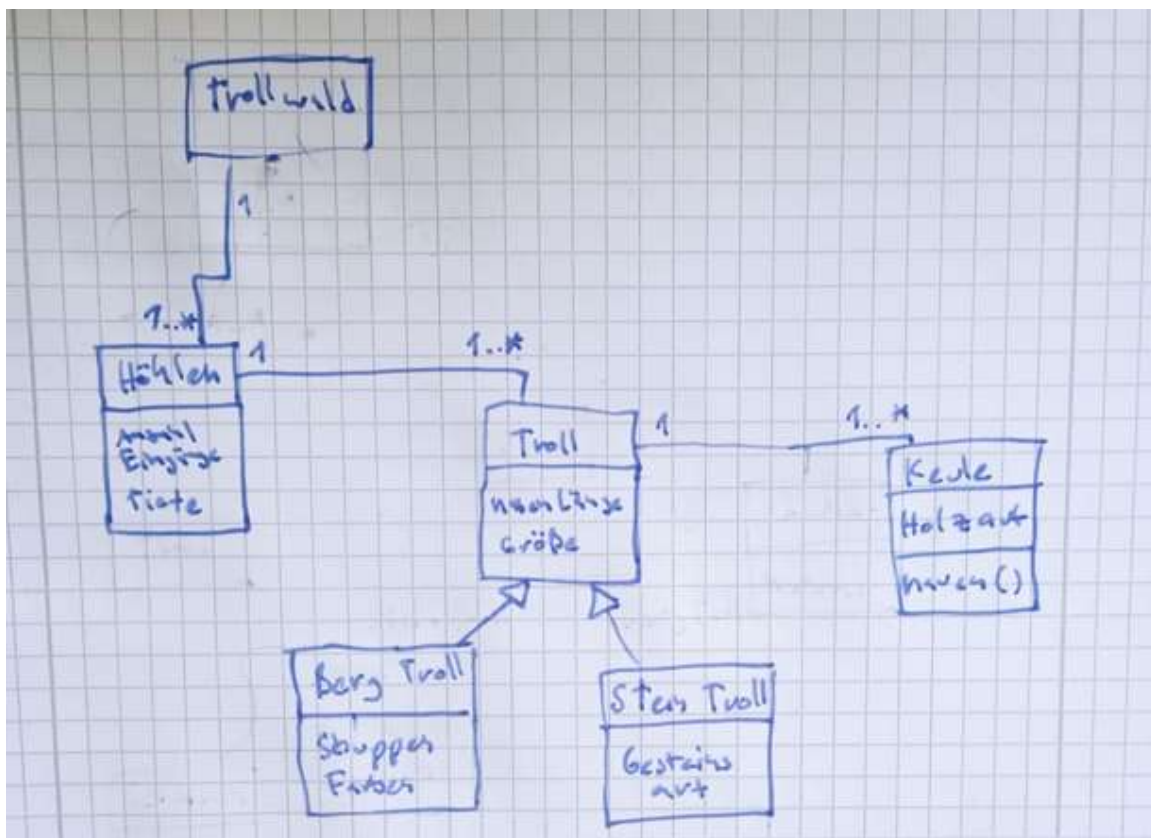 Trollwald
1
1..*
Höhlen
1
1..*
Anzahl
Eingänge
Tiefe
Troll
1
1..*
Größe
Keule
Holzart
hauen()
Berg Troll
Farben
Stein Troll
Gesteins
art